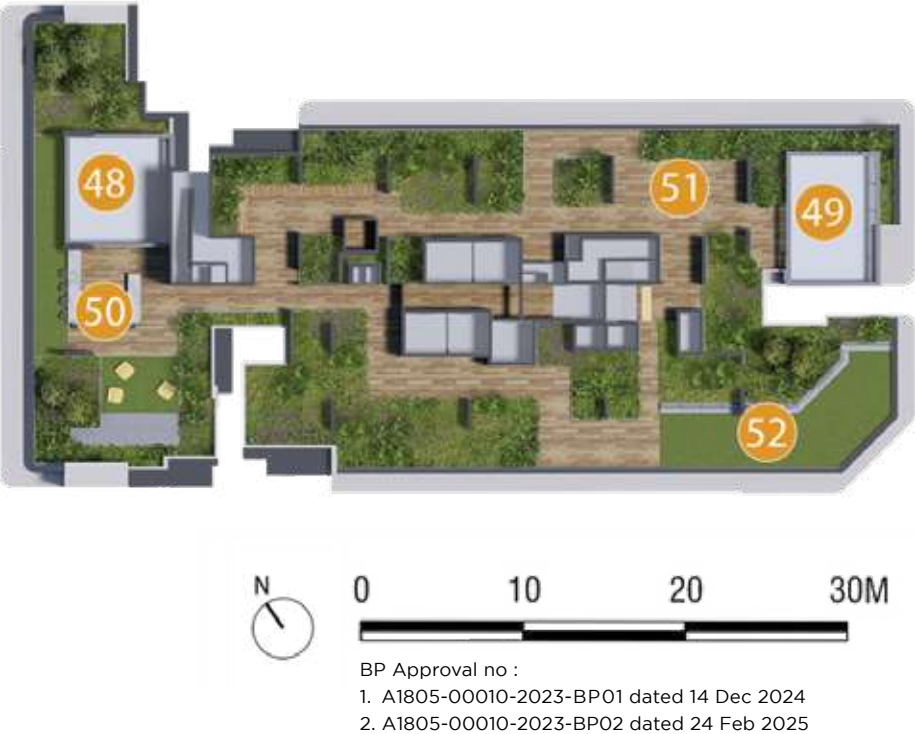 48
51
49
50
52
N
0 10 20 30M
BP Approval no :
1. A1805-00010-2023-BP01 dated 14 Dec 2024
2. A1805-00010-2023-BP02 dated 24 Feb 2025